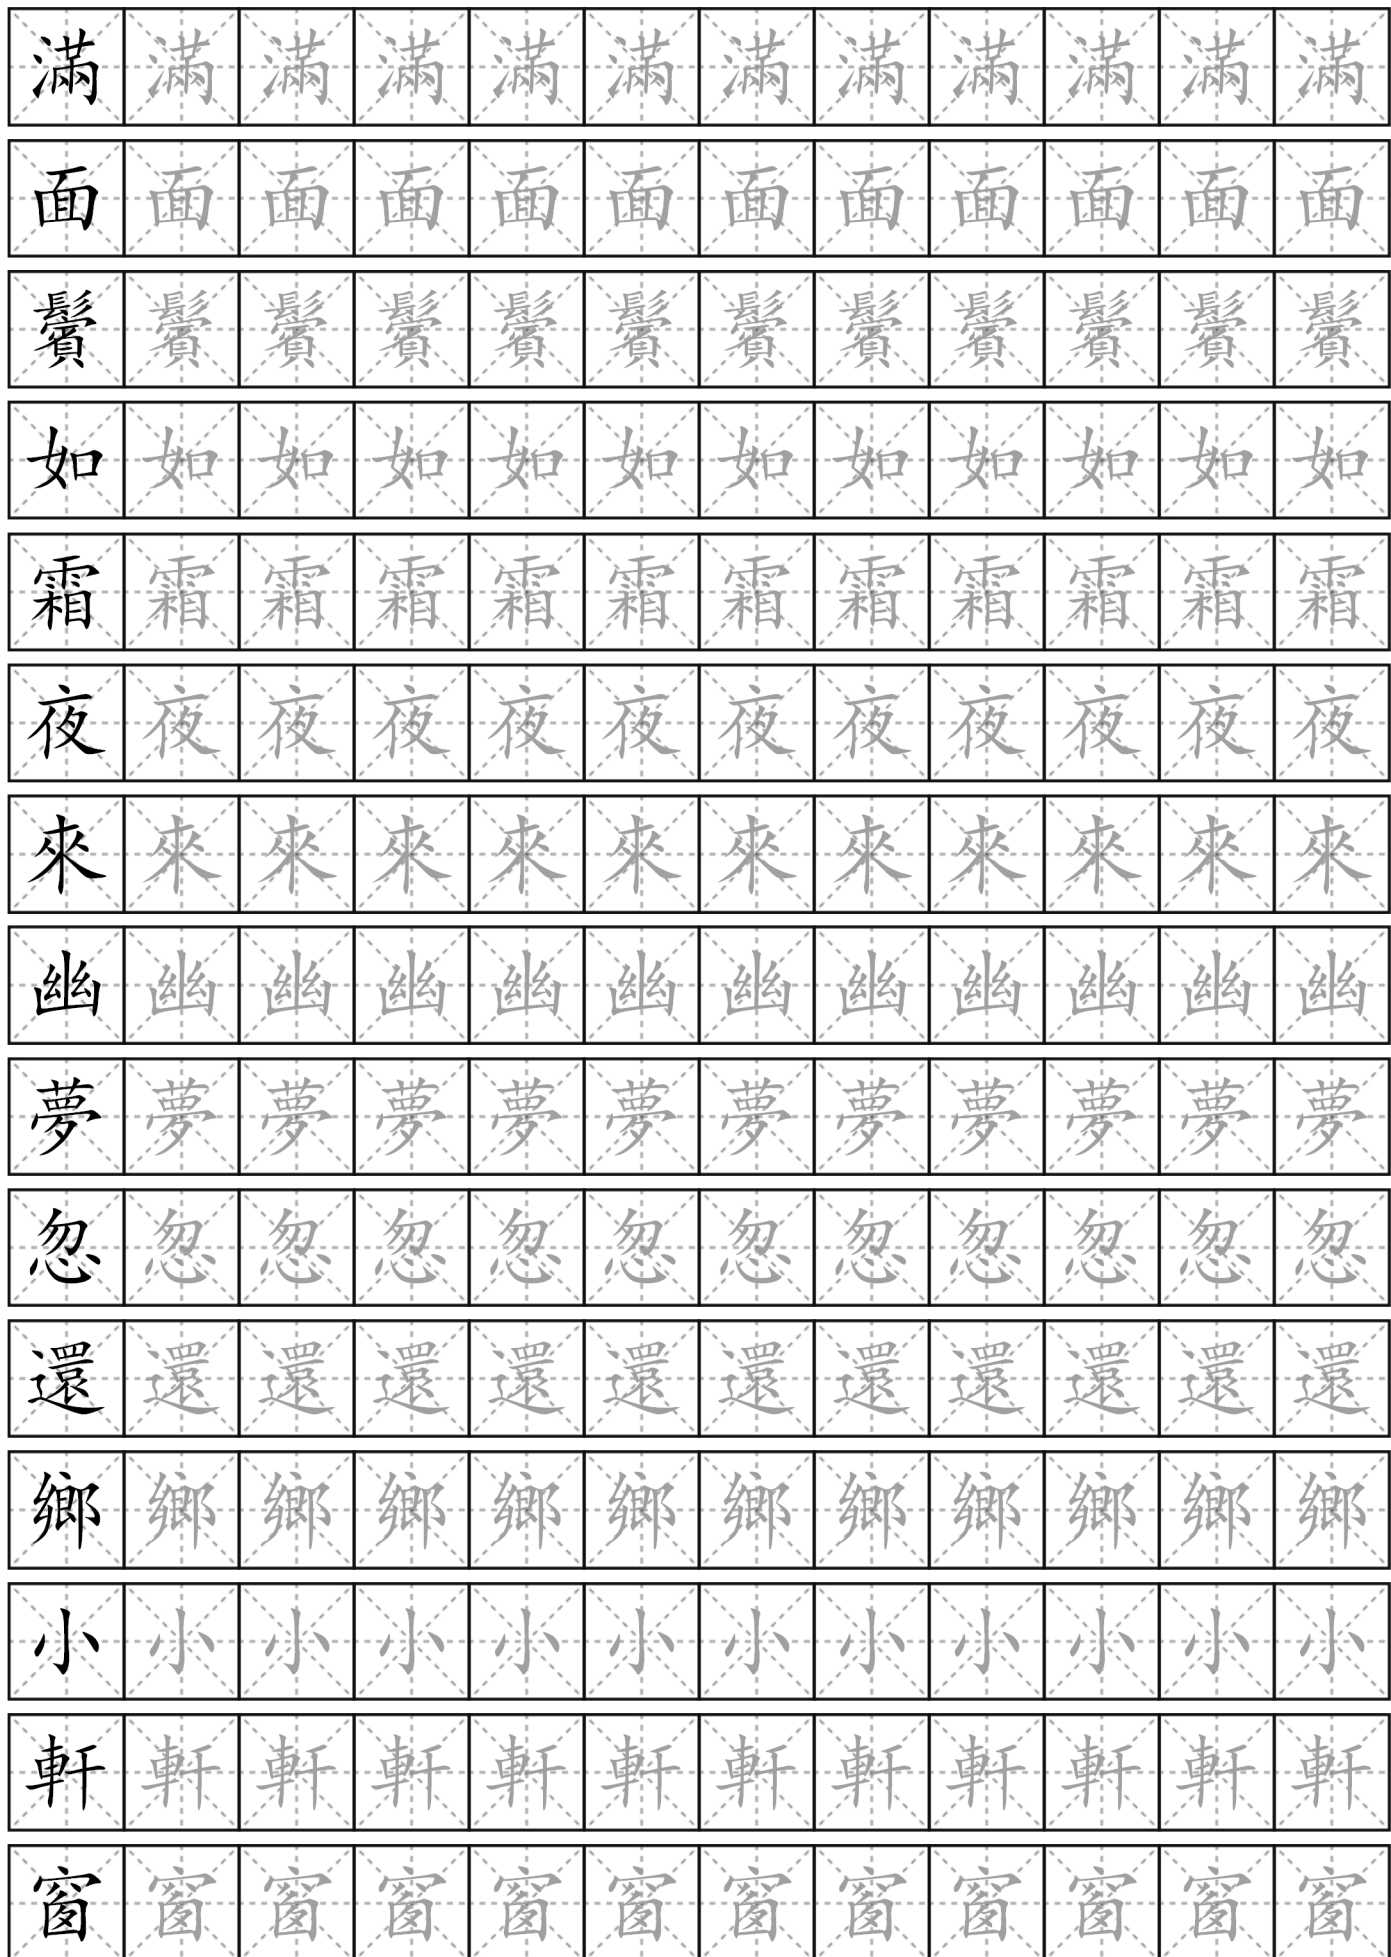 滿滿滿滿滿滿滿滿滿滿滿滿
面面面面面面面面面面面面
鬢鬢鬢鬢鬢鬢鬢鬢鬢鬢鬢鬢
如如如如如如如如如如如如
霜霜霜霜霜霜霜霜霜霜霜霜
夜夜夜夜夜夜夜夜夜夜夜夜
來來來來來來來來來來來來
幽幽幽幽幽幽幽幽幽幽幽幽
夢夢夢夢夢夢夢夢夢夢夢夢
忽忽忽忽忽忽忽忽忽忽忽忽
還還還還還還還還還還還還
鄉鄉鄉鄉鄉鄉鄉鄉鄉鄉鄉鄉
小小小小小小小小小小小小
軒軒軒軒軒軒軒軒軒軒軒軒
窗窗窗窗窗窗窗窗窗窗窗窗